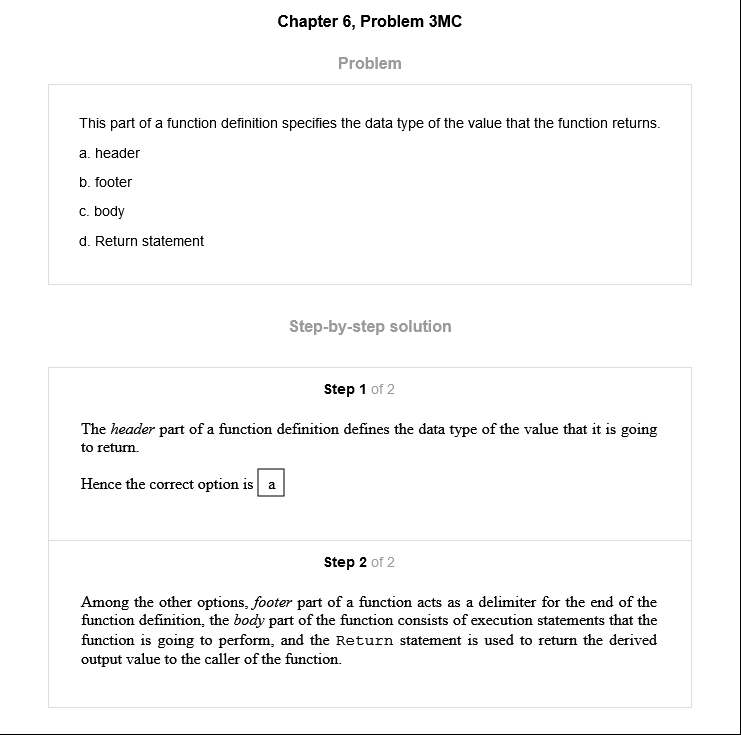 Chapter 6, Problem 3MC
Problem
This part of a function definition specifies the data type of the value that the function returns.
a. header
b. footer
c. body
d. Return statement
Step-by-step solution
Step 1 of 2
The header part of a function definition defines the data type of the value that it is going
to return.
Hence the correct option is a
Step 2 of 2
Among the other options, footer part of a function acts as a delimiter for the end of the
function definition, the body part of the function consists of execution statements that the
function is going to perform, and the Return statement is used to return the derived
output value to the caller of the function.